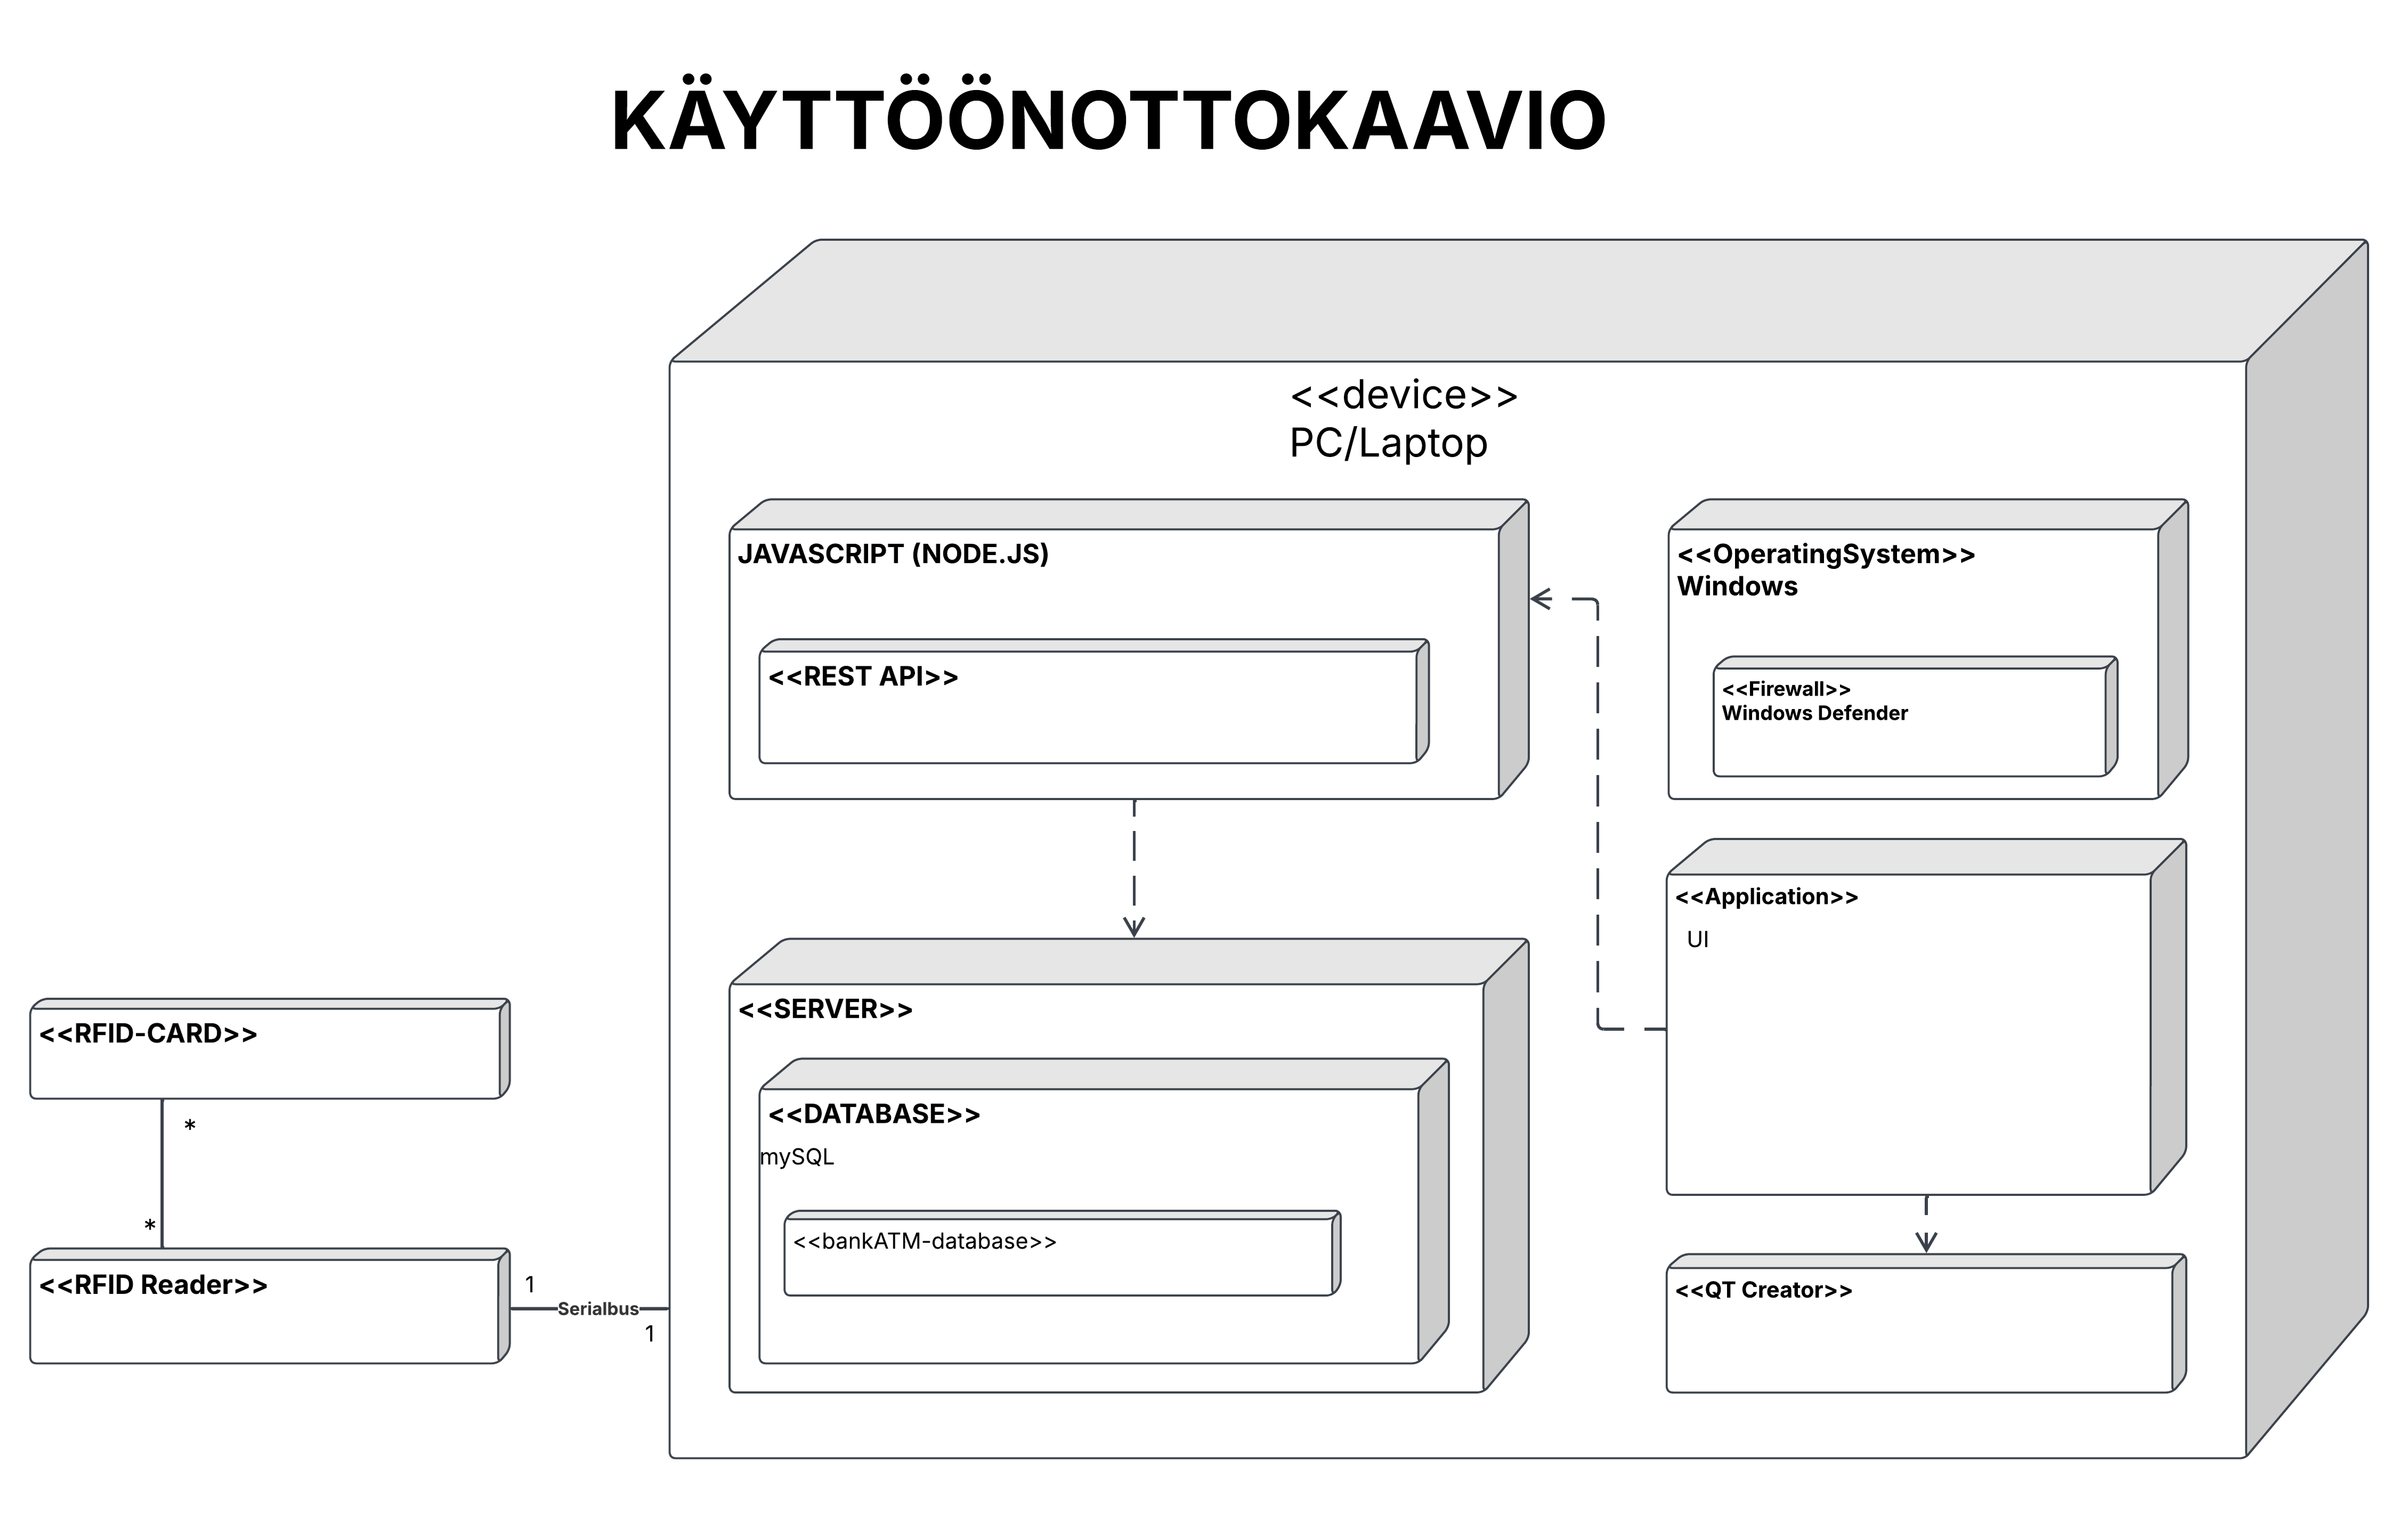 KÄYTTÖÖNOTTOKAAVIO
<<device>>
PC/Laptop
JAVASCRIPT (NODE.JS)
<<REST API>>
<<OperatingSystem>>
Windows
<<Firewall>>
Windows Defender
<<Application>>
UI
<<SERVER>>
<<DATABASE>>
mySQL
<<bankATM-database>>
<<QT Creator>>
<<RFID-CARD>>
*
*
<<RFID Reader>>
1
Serialbus
1